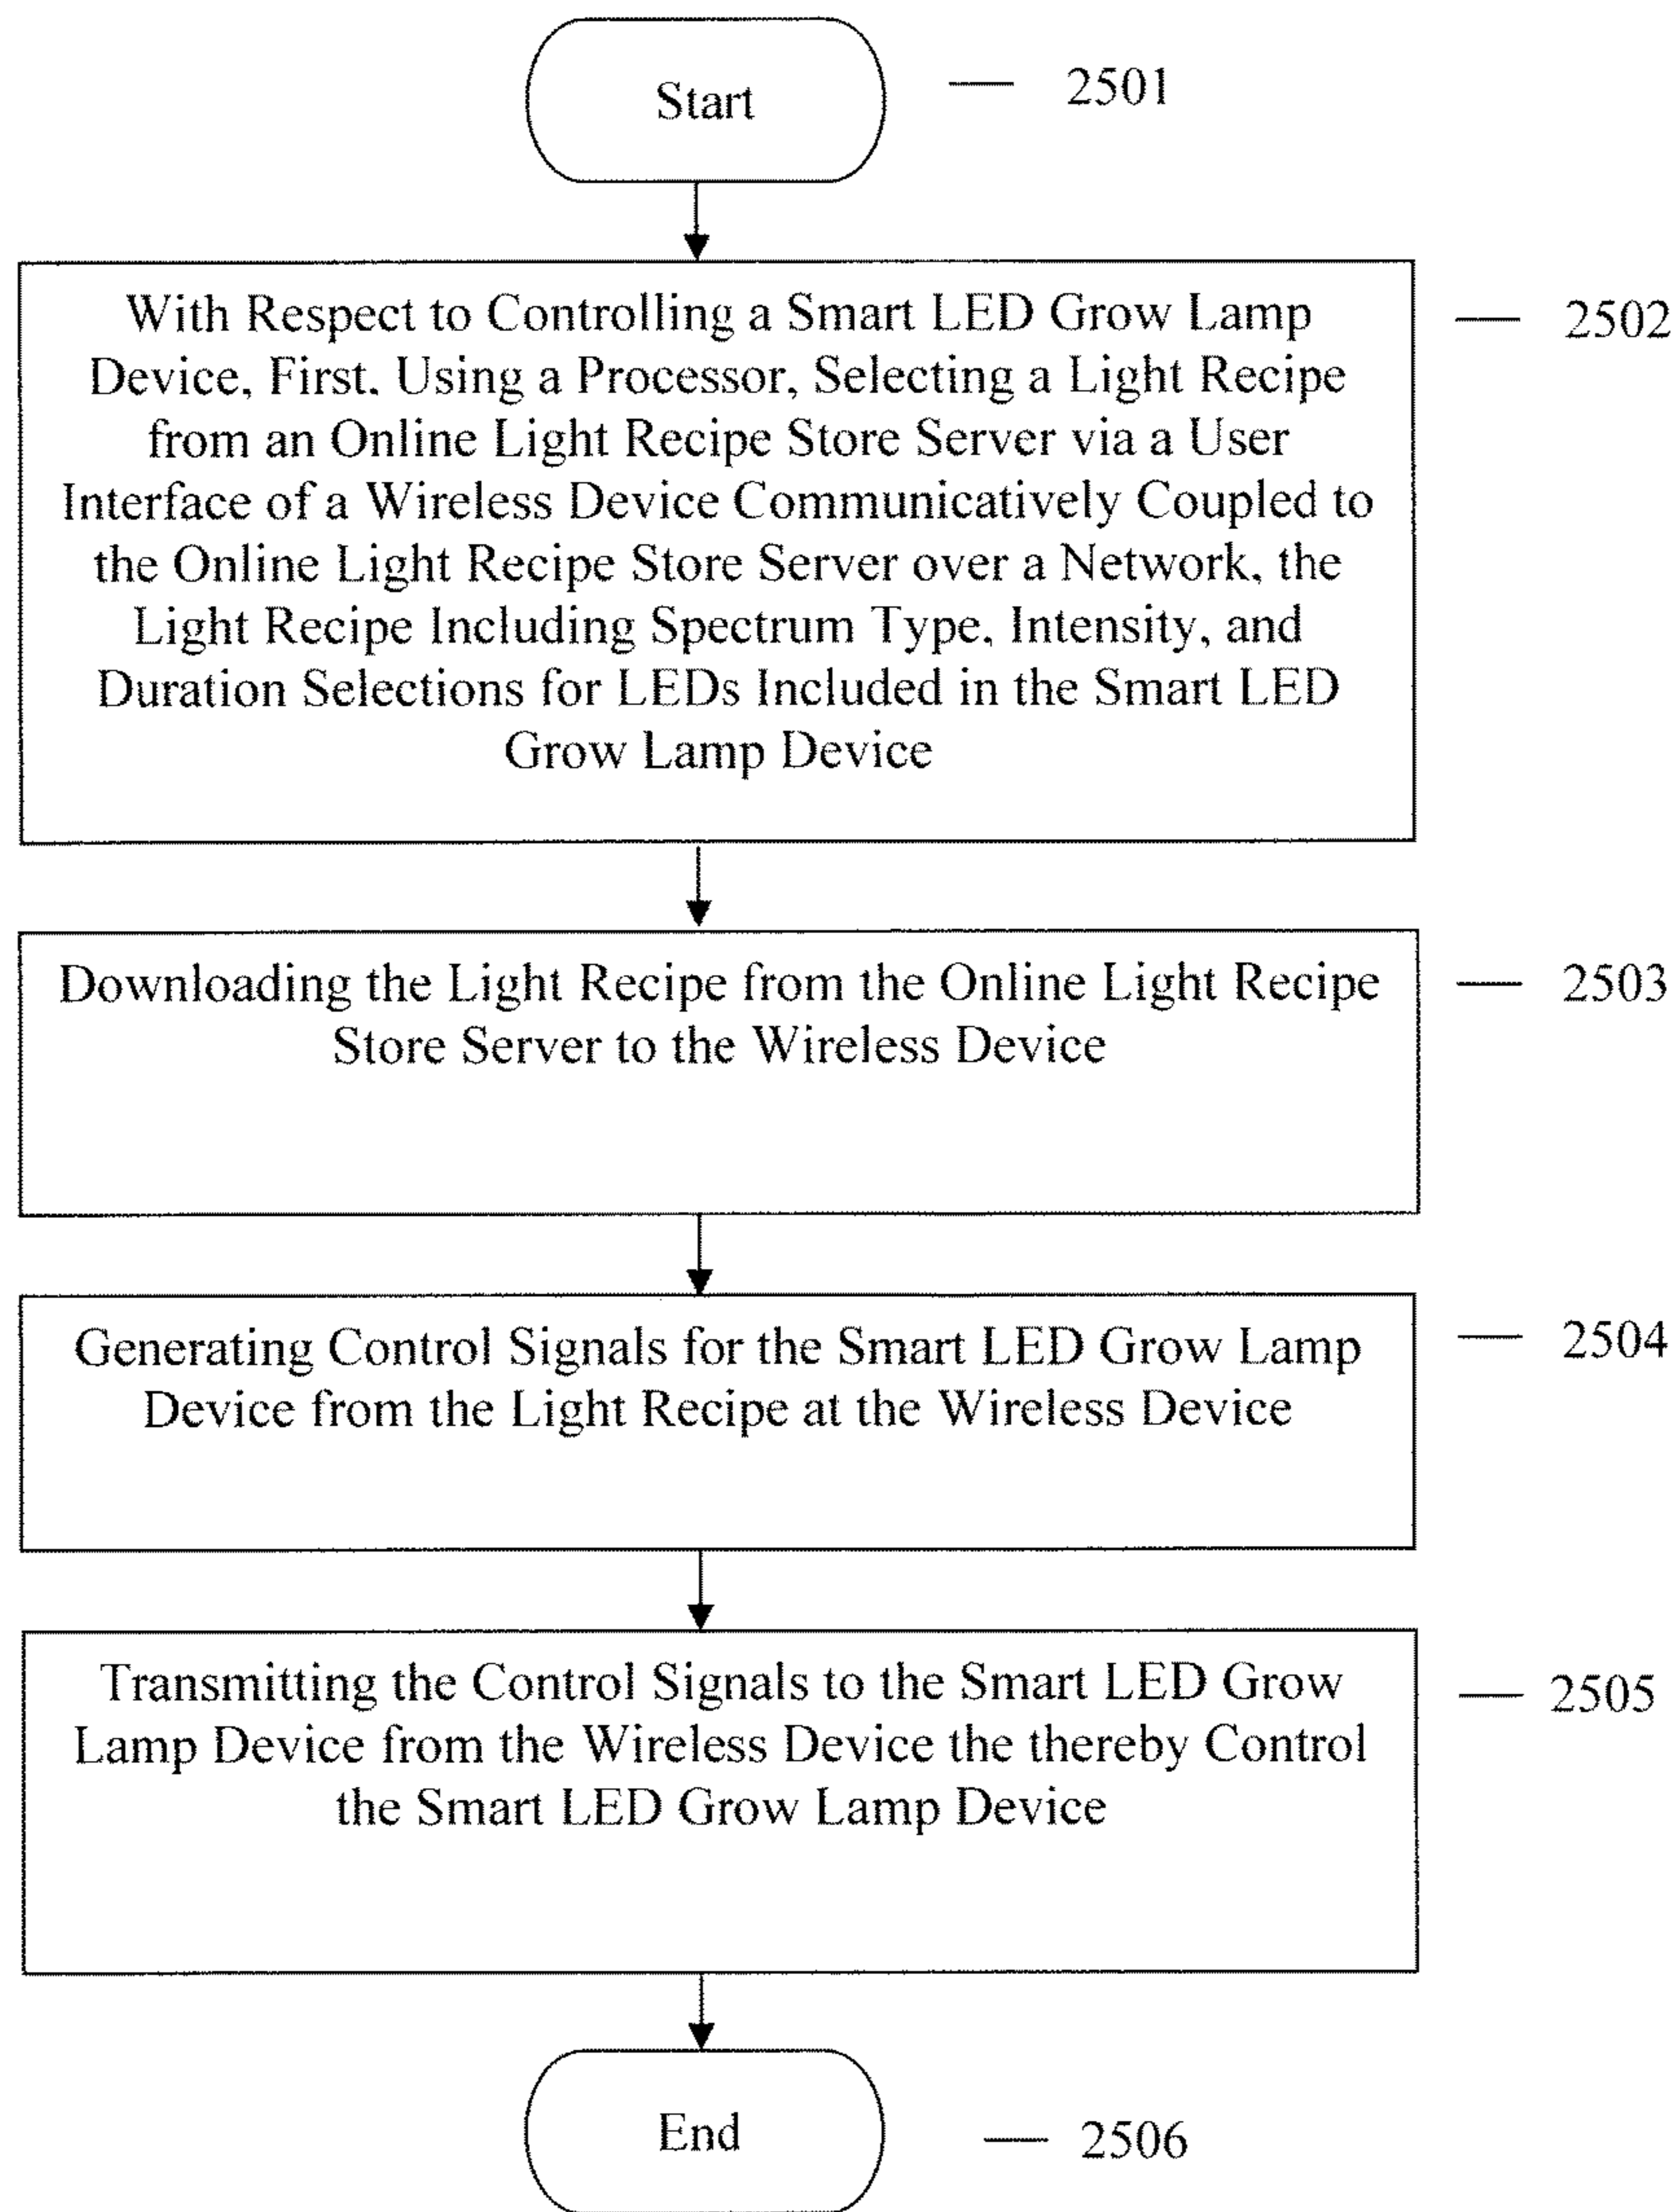 Start
2501
With Respect to Controlling a Smart LED Grow Lamp
Device, First. Using a Processor, Selecting a Light Recipe
from an Online Light Recipe Store Server via a User
Interface of a Wireless Device Communicatively Coupled to
the Online Light Recipe Store Server over a Network, the
Light Recipe Including Spectrum Type, Intensity, and
Duration Selections for LEDs Included in the Smart LED
Grow Lamp Device
2502
Downloading the Light Recipe from the Online Light Recipe
Store Server to the Wireless Device
2503
Generating Control Signals for the Smart LED Grow Lamp
Device from the Light Recipe at the Wireless Device
2504
Transmitting the Control Signals to the Smart LED Grow
Lamp Device from the Wireless Device the thereby Control
the Smart LED Grow Lamp Device
2505
End
2506